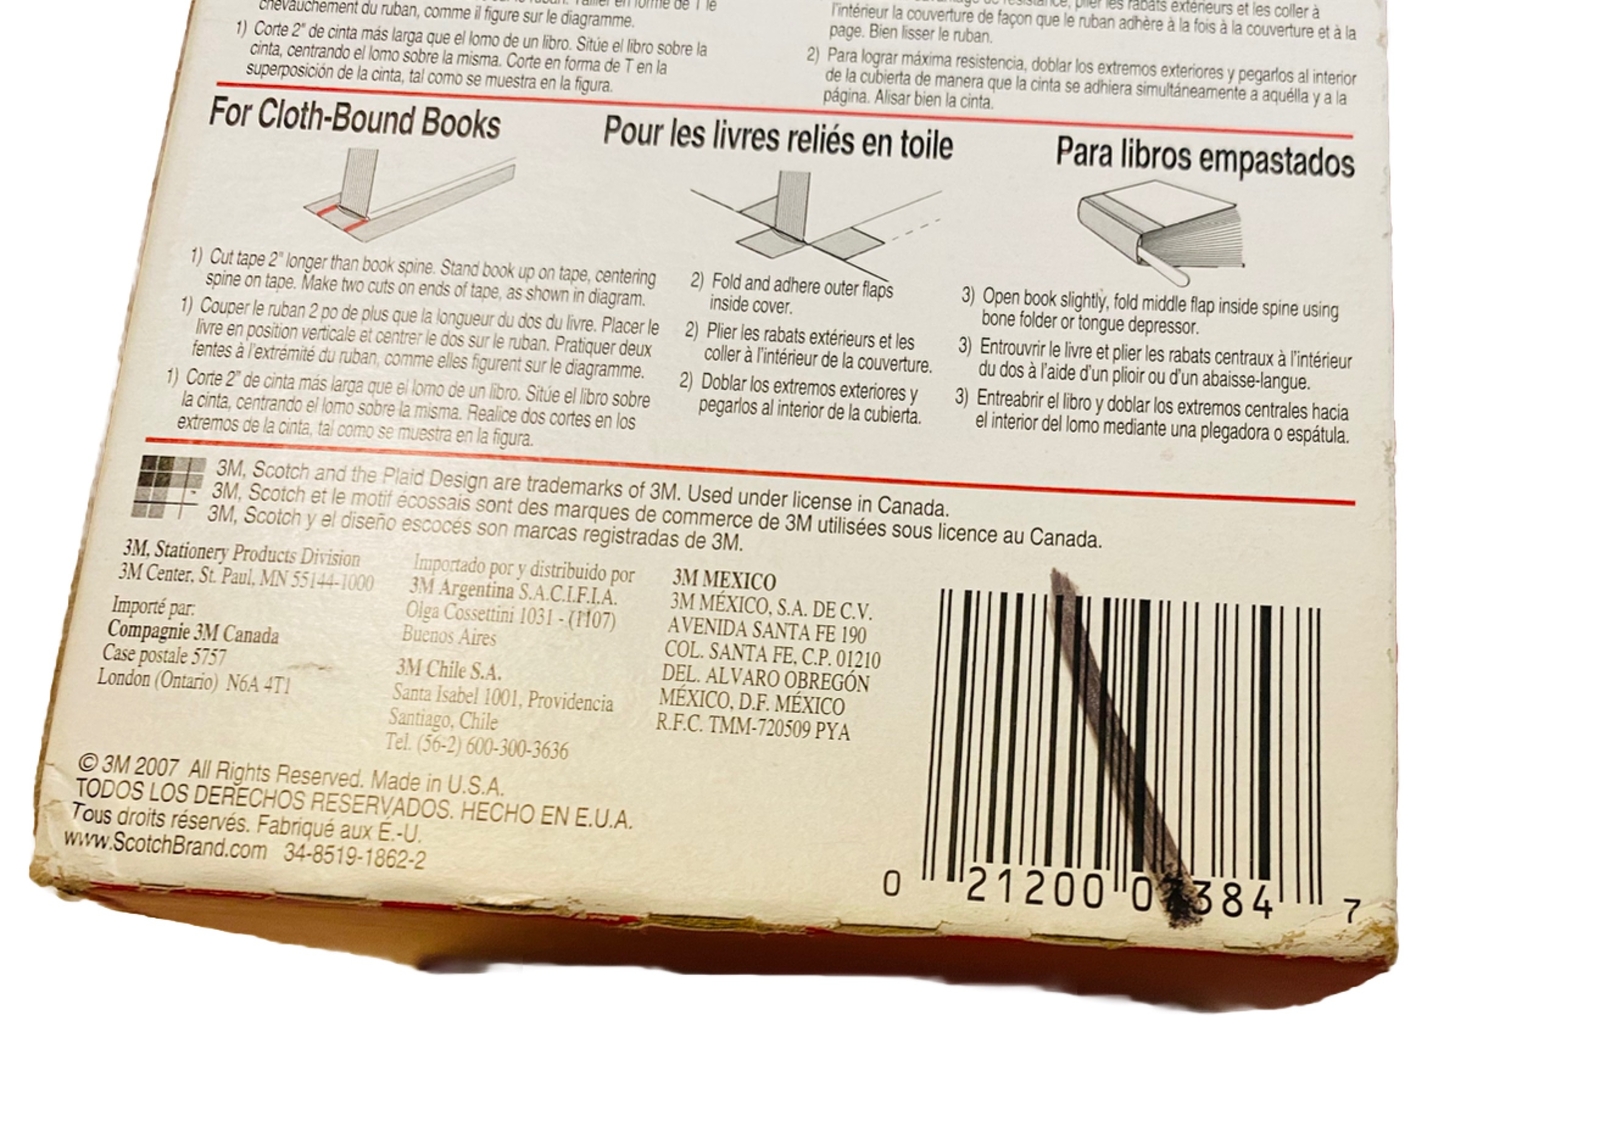 chevauchement du ruban, comme il figure sur le diagramme.
1) Corte 2" de cinta más larga que el lomo de un libro. Sitúe el libro sobre la
cinta, centrando el lomo sobre la misma. Corte en forma de T en la
superposición de la cinta, tal como se muestra en la figura.
résistance, plier les rabats extérieurs et les coller à
l'intérieur la couverture de façon que le ruban adhère à la fois à la couverture et à la
page. Bien lisser le ruban.
2) Para lograr máxima resistencia, doblar los extremos exteriores y pegarlos al interior
de la cubierta de manera que la cinta se adhiera simultáneamente a aquélla y a la
página. Alisar bien la cinta.
For Cloth-Bound Books
Pour les livres reliés en toile
Para libros empastados
1) Cut tape 2" longer than book spine. Stand book up on tape, centering
spine on tape. Make two cuts on ends of tape, as shown in diagram.
1) Couper le ruban 2 po de plus que la longueur du dos du livre. Placer le
livre en position verticale et centrer le dos sur le ruban. Pratiquer deux
fentes à l'extrémité du ruban, comme elles figurent sur le diagramme.
1) Corte 2" de cinta más larga que el lomo de un libro. Sitúe el libro sobre
la cinta, centrando el lomo sobre la misma. Realice dos cortes en los
extremos de la cinta, tal como se muestra en la figura.
2) Fold and adhere outer flaps
inside cover.
2) Plier les rabats extérieurs et les
coller à l'intérieur de la couverture.
2) Doblar los extremos exteriores y
pegarlos al interior de la cubierta.
3) Open book slightly, fold middle flap inside spine using
bone folder or tongue depressor.
3) Entrouvrir le livre et plier les rabats centraux à l'intérieur
du dos à l'aide d'un plioir ou d'un abaisse-langue.
3) Entreabrir el libro y doblar los extremos centrales hacia
el interior del lomo mediante una plegadora o espátula.
3M, Scotch and the Plaid Design are trademarks of 3M. Used under license in Canada.
3M, Scotch et le motif écossais sont des marques de commerce de 3M utilisées sous licence au Canada.
3M, Scotch y el diseño escocés son marcas registradas de 3M.
3M, Stationery Products Division
3M Center, St. Paul, MN 55144-1000
Importé par:
Compagnie 3M Canada
Case postale 5757
London (Ontario) N6A 4T1
Importado por y distribuido por
3M Argentina S.A.C.I.F.I.A.
Olga Cossettini 1031 - (1107)
Buenos Aires
3M Chile S.A.
Santa Isabel 1001, Providencia
Santiago, Chile
Tel. (56-2) 600-300-3636
3M MEXICO
3M MÉXICO, S.A. DE C.V.
AVENIDA SANTA FE 190
COL. SANTA FE, C.P. 01210
DEL. ALVARO OBREGÓN
MÉXICO, D.F. MÉXICO
R.F.C. TMM-720509 PYA
© 3M 2007 All Rights Reserved. Made in U.S.A.
TODOS LOS DERECHOS RESERVADOS. HECHO EN E.U.A.
Tous droits réservés. Fabriqué aux É.-U.
www.ScotchBrand.com 34-8519-1862-2
0 21200 0 384 7